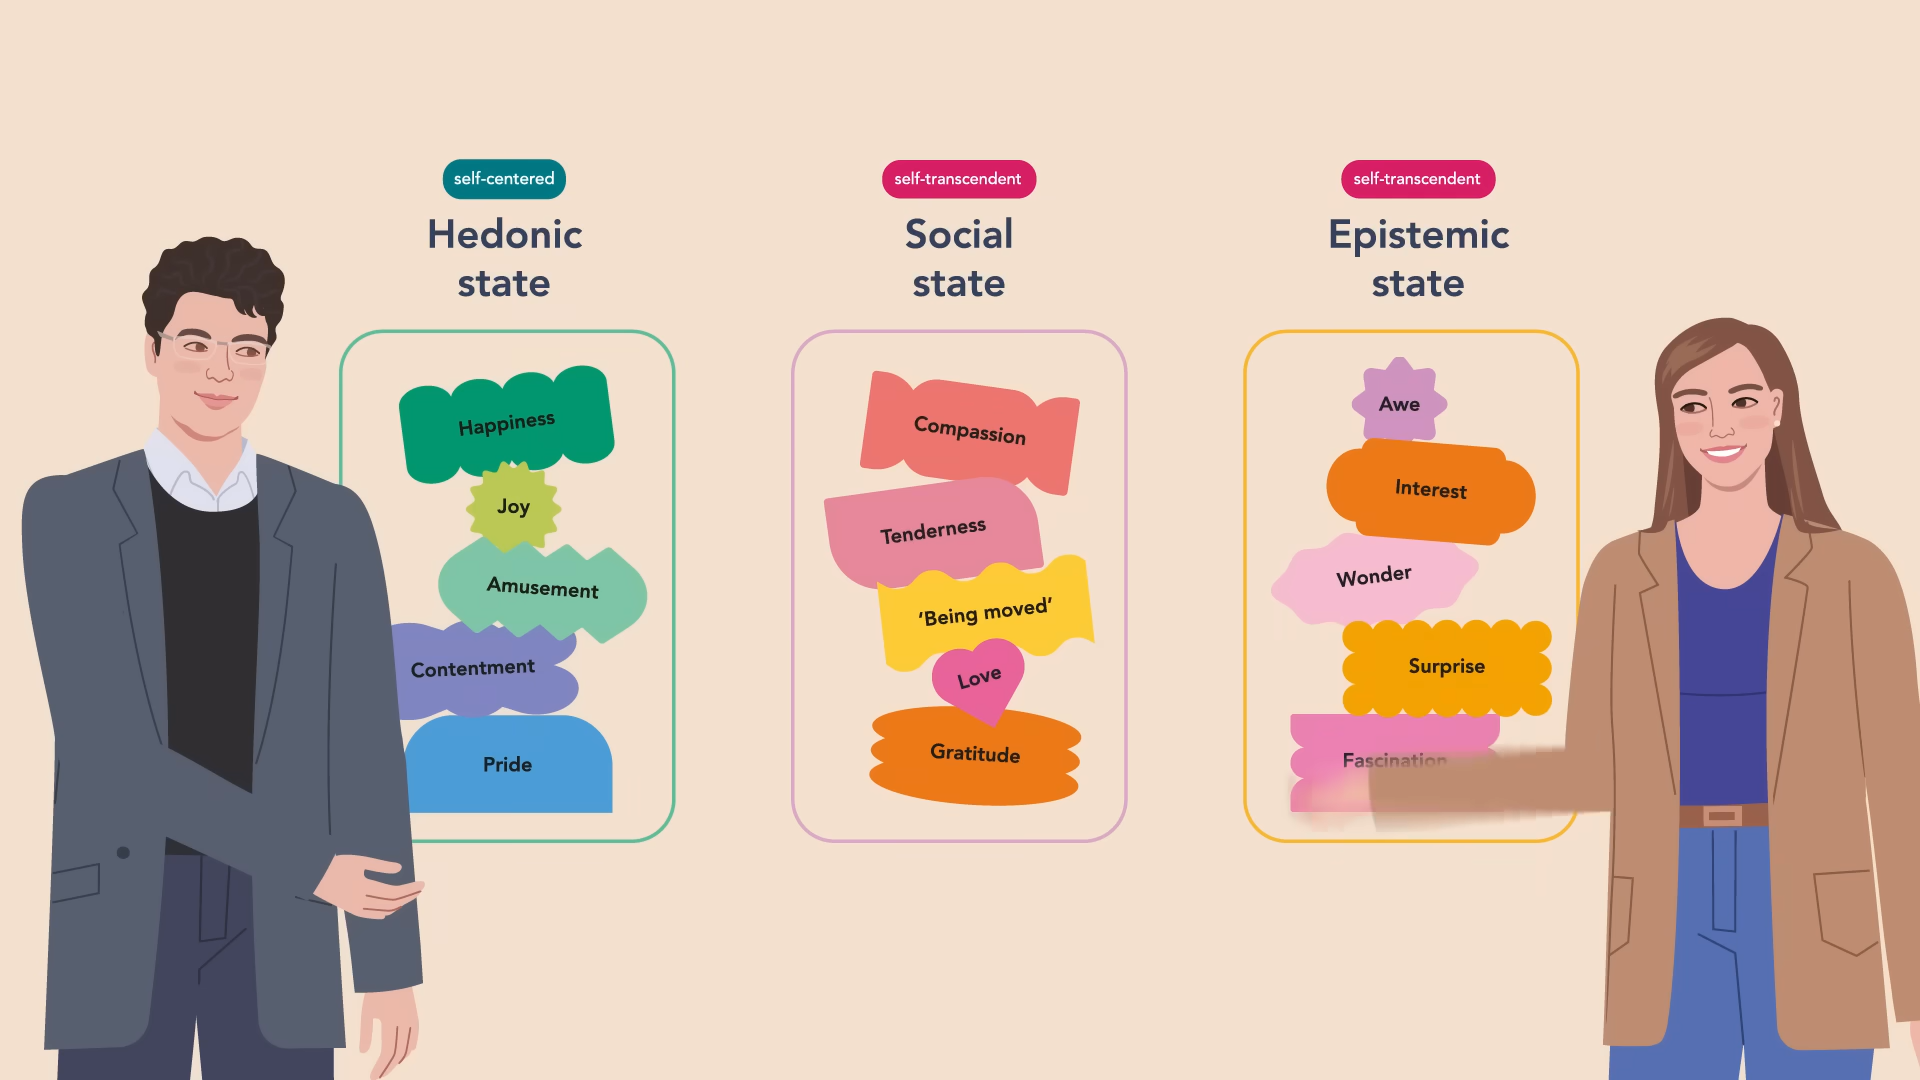 self-centered
Hedonic
state
Happiness
Joy
Amusement
Contentment
Pride
self-transcendent
Social
state
Compassion
Tenderness
‘Being moved’
Love
Gratitude
self-transcendent
Epistemic
state
Awe
Interest
Wonder
Surprise
Fascination